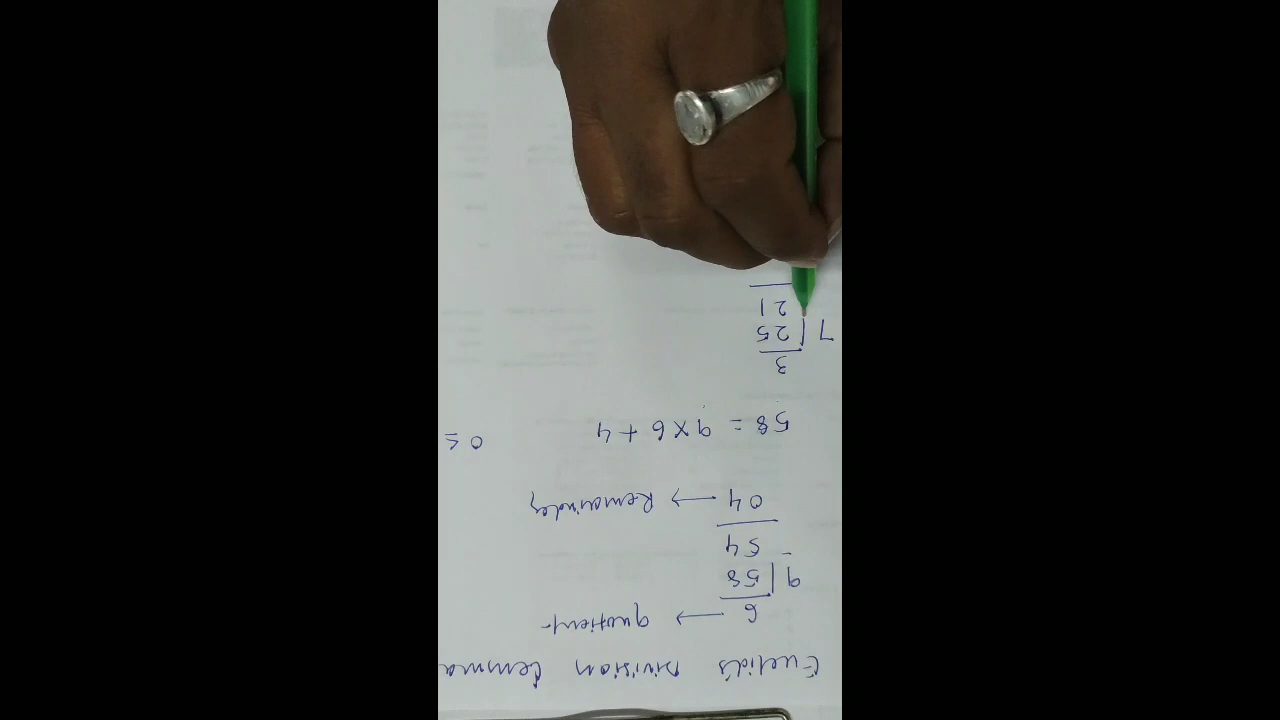 Euclid's Division Lemma
6 → quotient
9 | 58
- 54
04 → Remainder
58 = 9 x 6 + 4 0 ≤
3
7 | 25
21